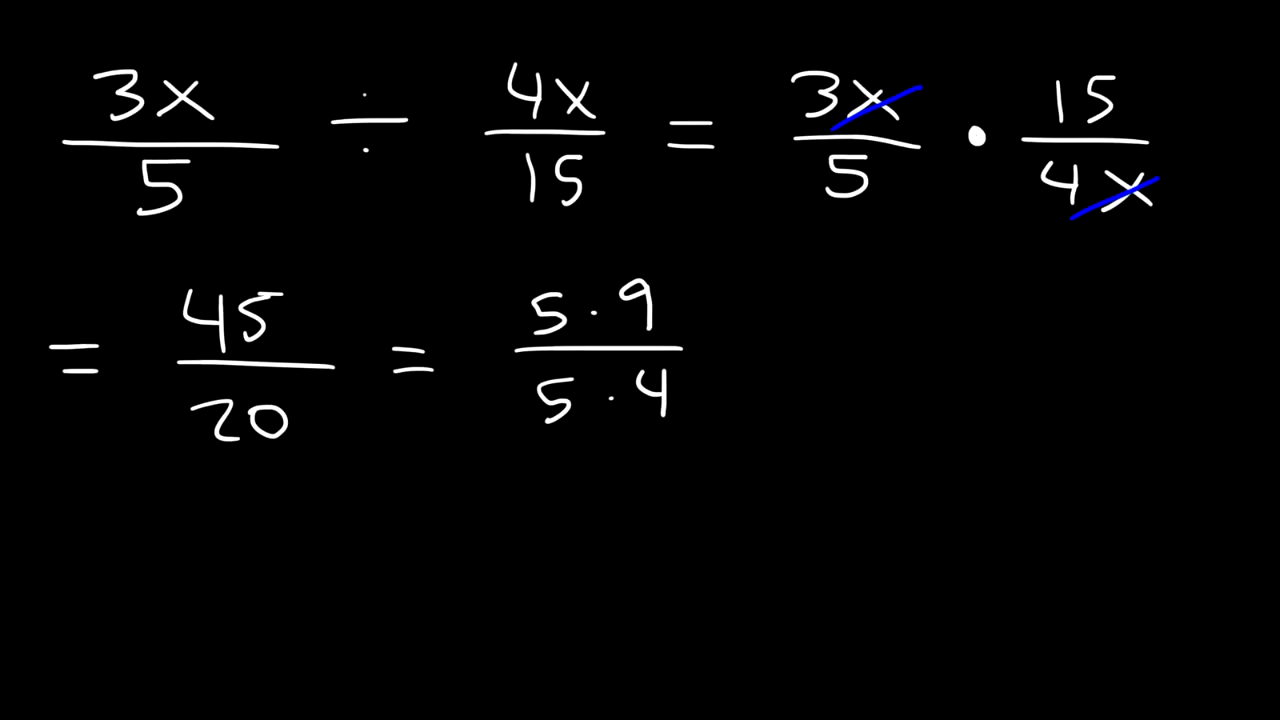 3x/5 ÷ 4x/15 = 3x/5 • 15/4x
= 45/20 = 5·9/5·4